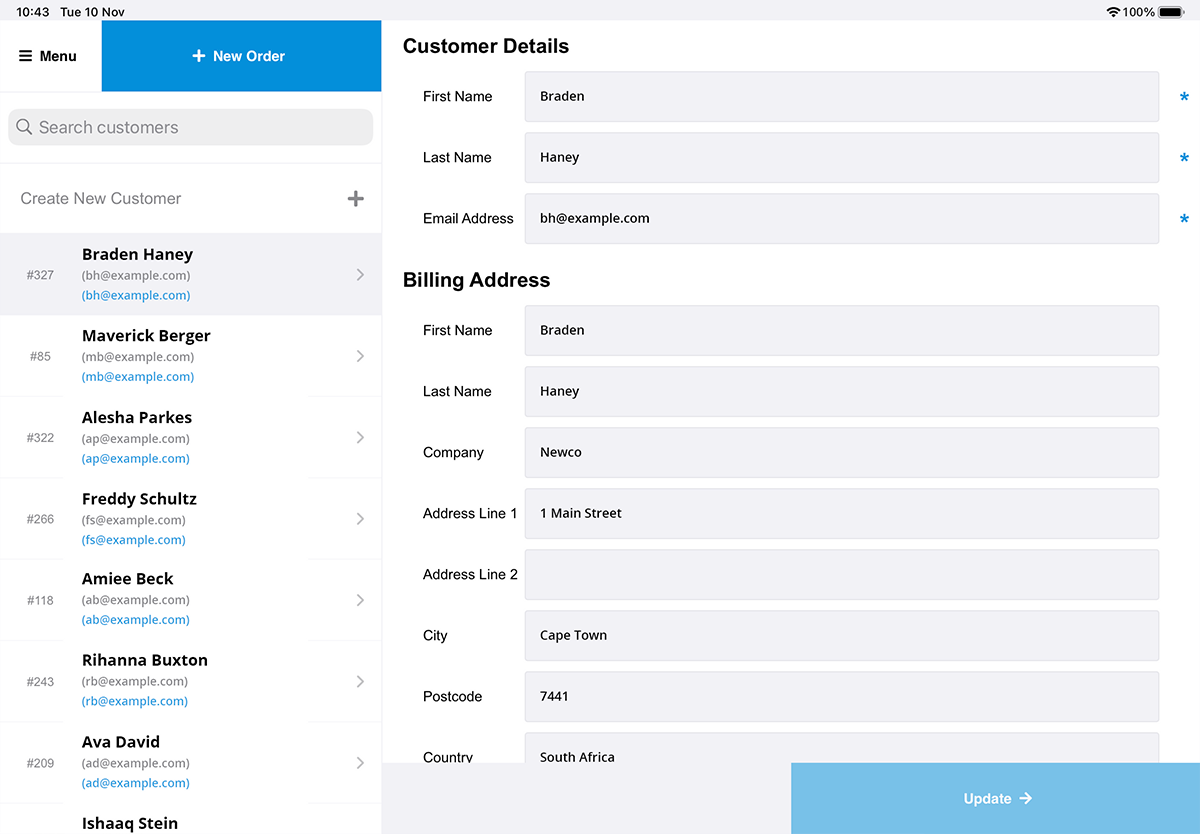 10:43 Tue 10 Nov
100%
Menu
New Order
Search customers
Create New Customer
#327
Braden Haney
(bh@example.com)
(bh@example.com)
#85
Maverick Berger
(mb@example.com)
(mb@example.com)
#322
Alesha Parkes
(ap@example.com)
(ap@example.com)
#266
Freddy Schultz
(fs@example.com)
(fs@example.com)
#118
Amiee Beck
(ab@example.com)
(ab@example.com)
#243
Rihanna Buxton
(rb@example.com)
(rb@example.com)
#209
Ava David
(ad@example.com)
(ad@example.com)
Ishaaq Stein
Customer Details
First Name Braden *
Last Name Haney *
Email Address bh@example.com *
Billing Address
First Name Braden
Last Name Haney
Company Newco
Address Line 1 1 Main Street
Address Line 2
City Cape Town
Postcode 7441
Country South Africa
Update